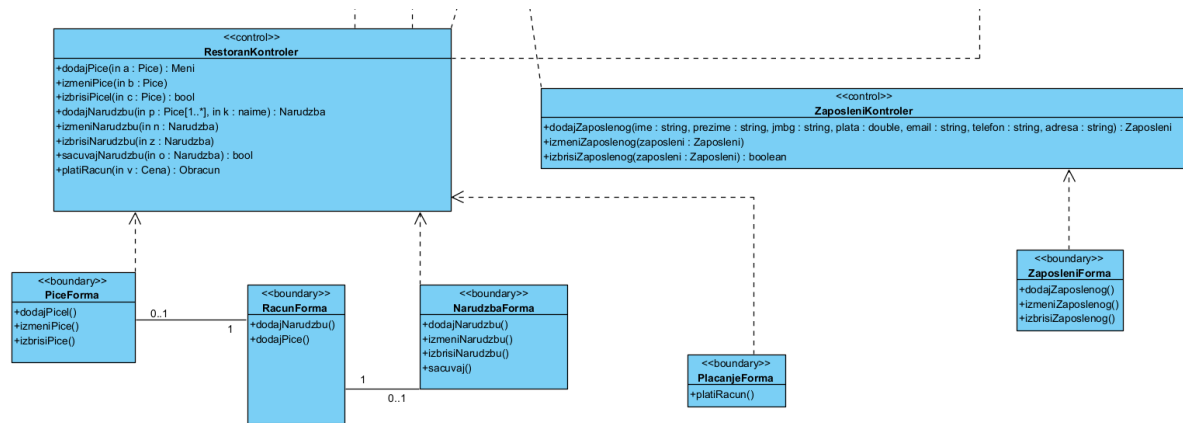 <<control>>
RestoranKontroler
+dodajPice(in a : Pice) : Meni
+izmeniPice(in b : Pice)
+izbrisiPicel(in c : Pice) : bool
+dodajNarudzbu(in p : Pice[1..*], in k : naime) : Narudzba
+izmeniNarudzbu(in n : Narudzba)
+izbrisiNarudzbu(in z : Narudzba)
+sacuvajNarudzbu(in o : Narudzba) : bool
+platiRacun(in v : Cena) : Obracun
<<control>>
ZaposleniKontroler
+dodajZaposlenog(ime : string, prezime : string, jmbg : string, plata : double, email : string, telefon : string, adresa : string) : Zaposleni
+izmeniZaposlenog(zaposleni : Zaposleni)
+izbrisiZaposlenog(zaposleni : Zaposleni) : boolean
<<boundary>>
PiceForma
+dodajPicel()
+izmeniPice()
+izbrisiPice()
0..1
1
<<boundary>>
RacunForma
+dodajNarudzbu()
+dodajPice()
<<boundary>>
NarudzbaForma
+dodajNarudzbu()
+izmeniNarudzbu()
+izbrisiNarudzbu()
+sacuvaj()
1
0..1
<<boundary>>
PlacanjeForma
+platiRacun()
<<boundary>>
ZaposleniForma
+dodajZaposlenog()
+izmeniZaposlenog()
+izbrisiZaposlenog()